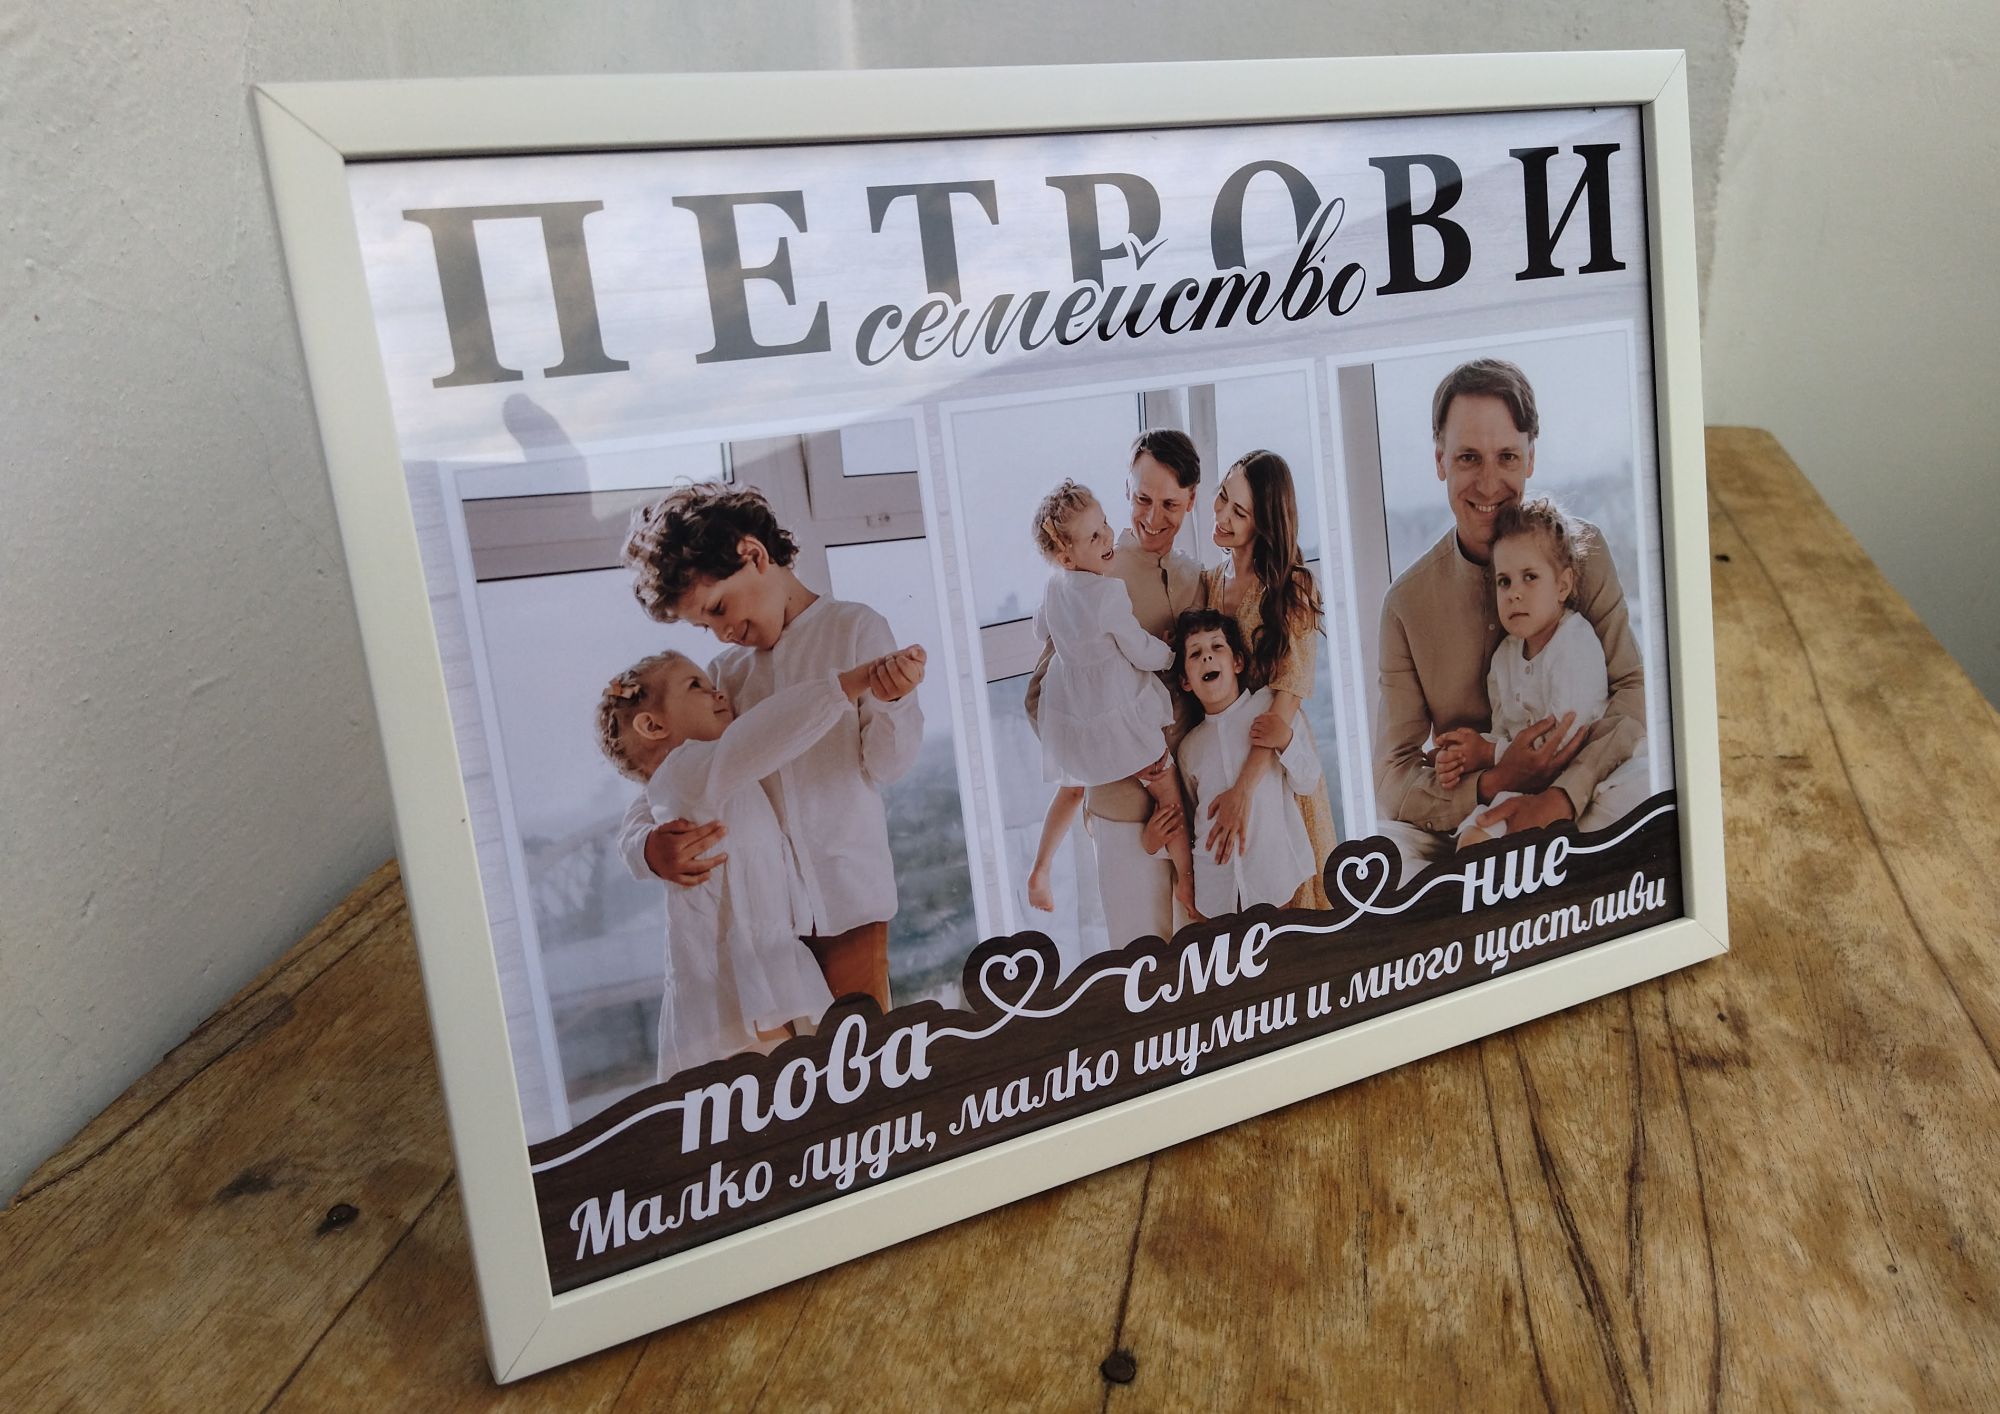 ПЕТРОВИ
семейство
това сме ние
Малко луди, малко шумни и много щастливи